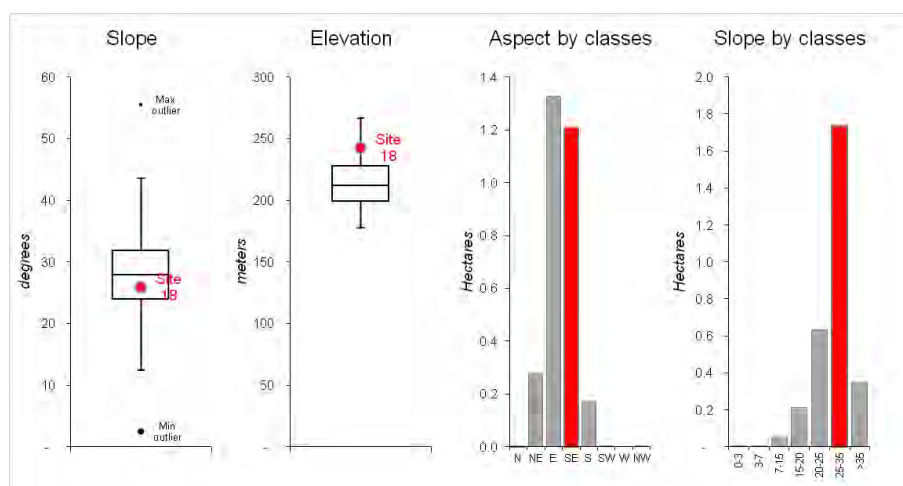 Slope
60
50
40
30
20
10
-
degrees
Max
outlier
Site
18
Min
outlier
Elevation
300
250
200
150
100
50
-
meters
Site
18
Aspect by classes
1.4
1.2
1.0
0.8
0.6
0.4
0.2
0.0
Hectares
N NE E SE S SW W NW
Slope by classes
2.0
1.8
1.6
1.4
1.2
1.0
0.8
0.6
0.4
0.2
0.0
Hectares
0-3 3-7 7-15 15-20 20-25 25-35 >35